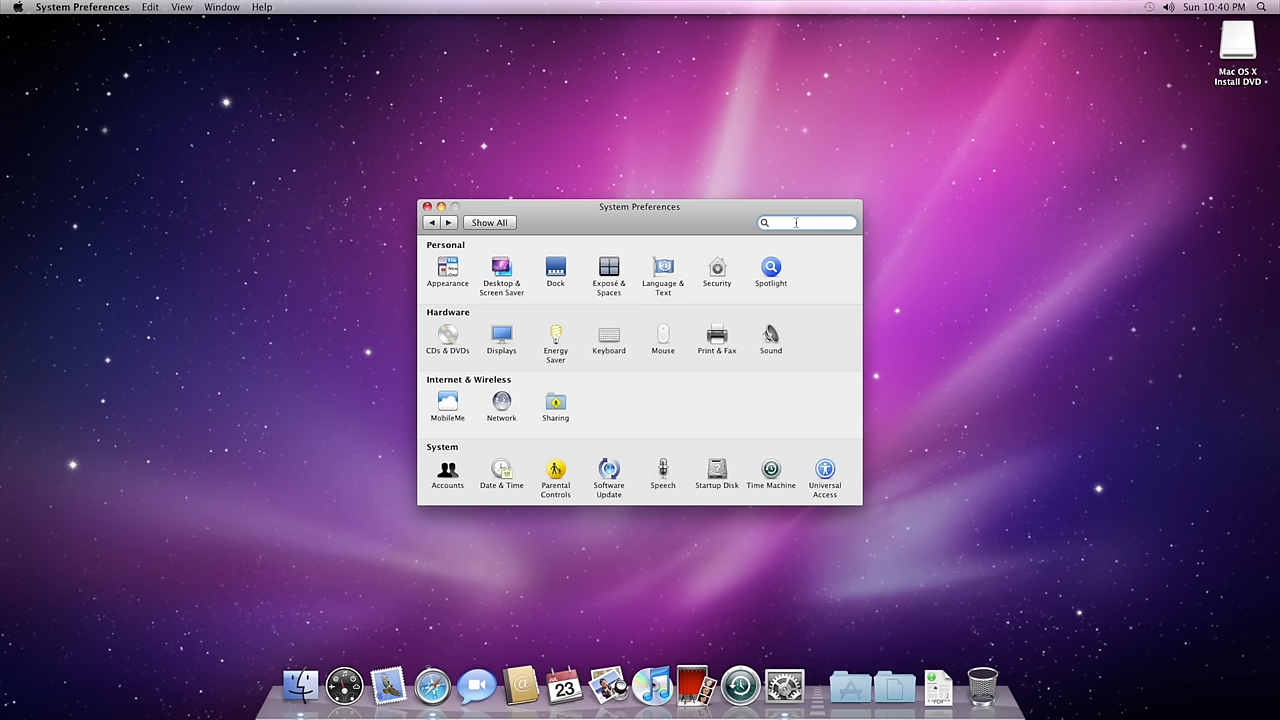 System Preferences Edit View Window Help Sun 10:40 PM
Mac OS X
Install DVD
System Preferences
Show All
Personal
Appearance
Desktop &
Screen Saver
Dock
Exposé &
Spaces
Language &
Text
Security
Spotlight
Hardware
CDs & DVDs
Displays
Energy
Saver
Keyboard
Mouse
Print & Fax
Sound
Internet & Wireless
MobileMe
Network
Sharing
System
Accounts
Date & Time
Parental
Controls
Software
Update
Speech
Startup Disk
Time Machine
Universal
Access
23
PDF